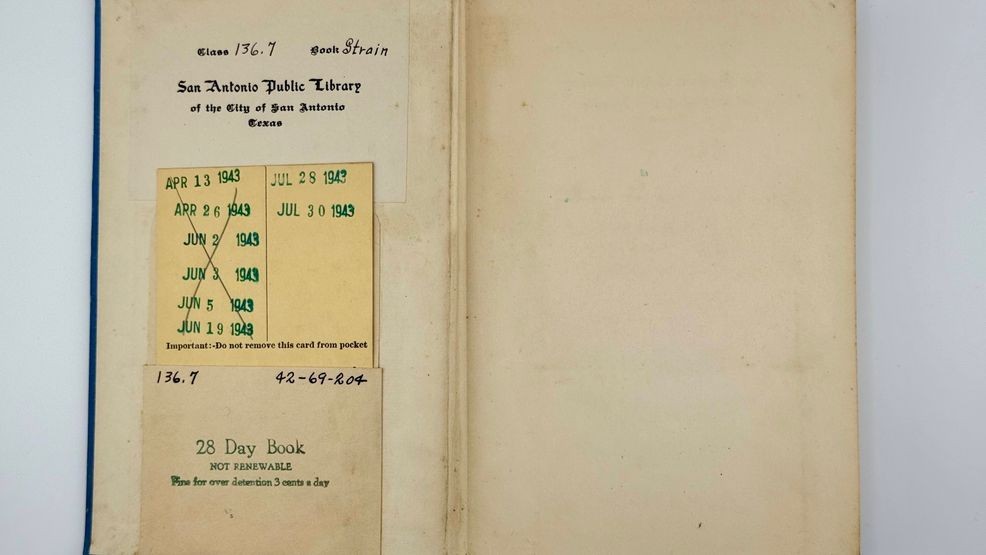 Class 136.7 Book Strain
San Antonio Public Library
of the City of San Antonio
Texas
APR 13 1943
APR 26 1943
JUN 2 1943
JUN 3 1943
JUN 5 1943
JUN 19 1943
JUL 28 1943
JUL 30 1943
Important:-Do not remove this card from pocket
136.7 42-69-204
28 Day Book
NOT RENEWABLE
Fine for over detention 3 cents a day